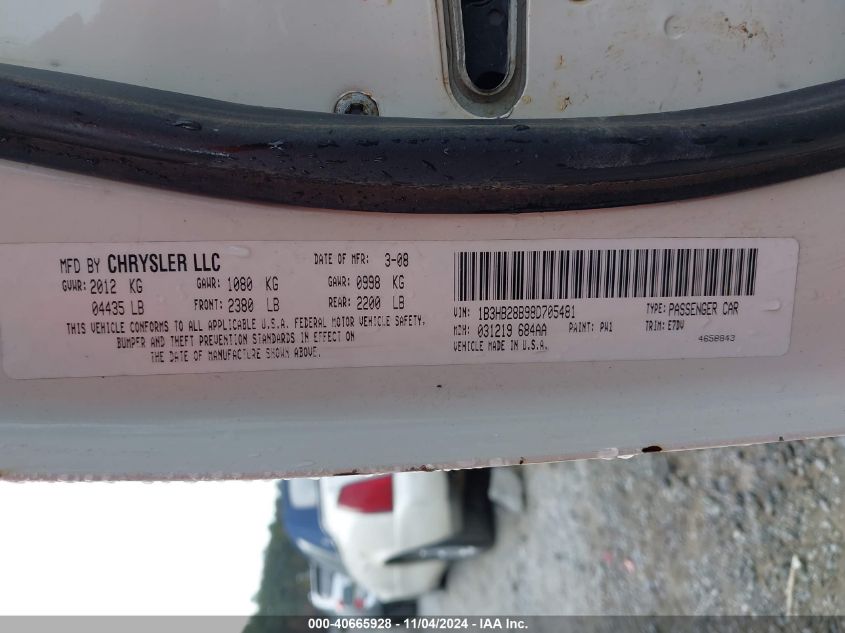 MFD BY CHRYSLER LLC DATE OF MFR: 3-08
GVWR: 2012 KG GAWR: 1080 KG GAWR: 0998 KG
04435 LB FRONT: 2380 LB REAR: 2200 LB
THIS VEHICLE CONFORMS TO ALL APPLICABLE U.S.A. FEDERAL MOTOR VEHICLE SAFETY,
BUMPER AND THEFT PREVENTION STANDARDS IN EFFECT ON
THE DATE OF MANUFACTURE SHOWN ABOVE.
VIN: 1B3HB28B98D705481 TYPE: PASSENGER CAR
MDH: 031219 684AA PAINT: PW1 TRIM: E7DV
VEHICLE MADE IN U.S.A. 4658843
000-40665928 - 11/04/2024 - IAA Inc.